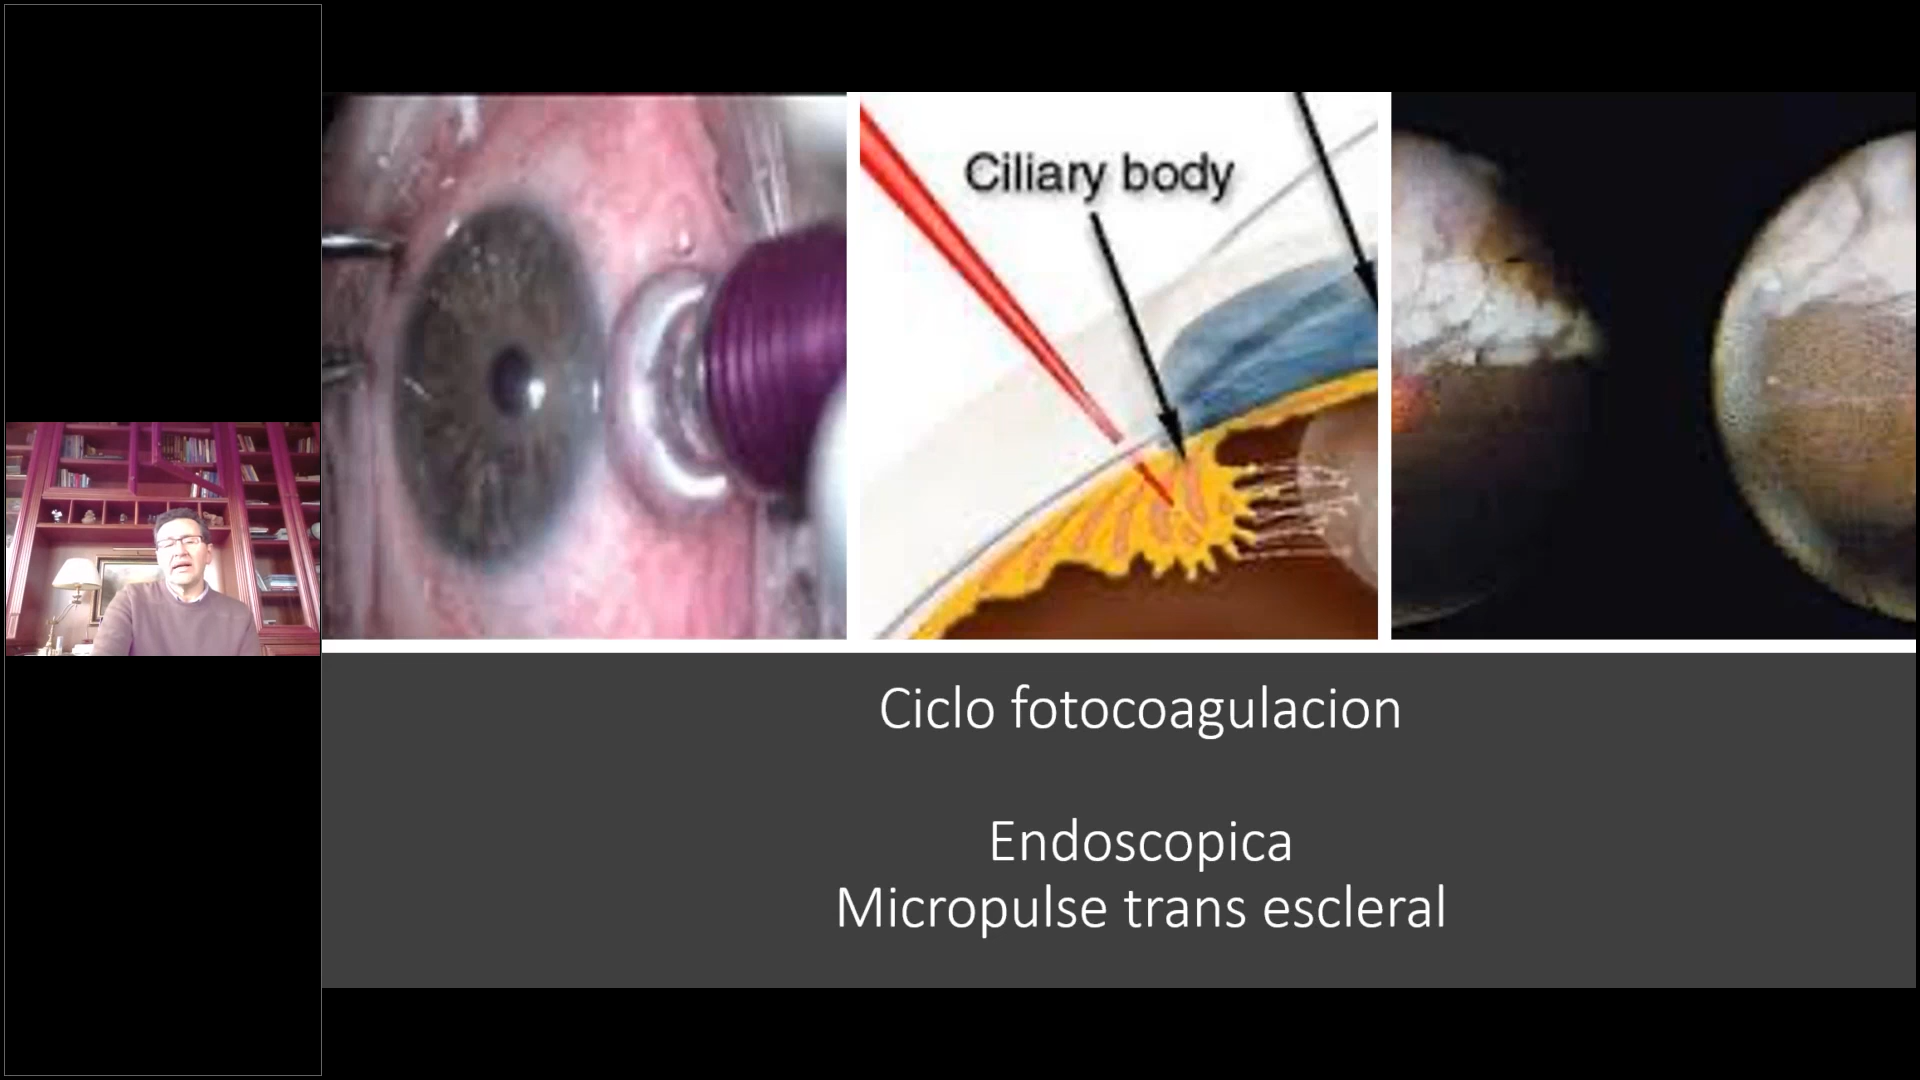 Ciliary body
Ciclo fotocoagulacion
Endoscopica
Micropulse trans escleral